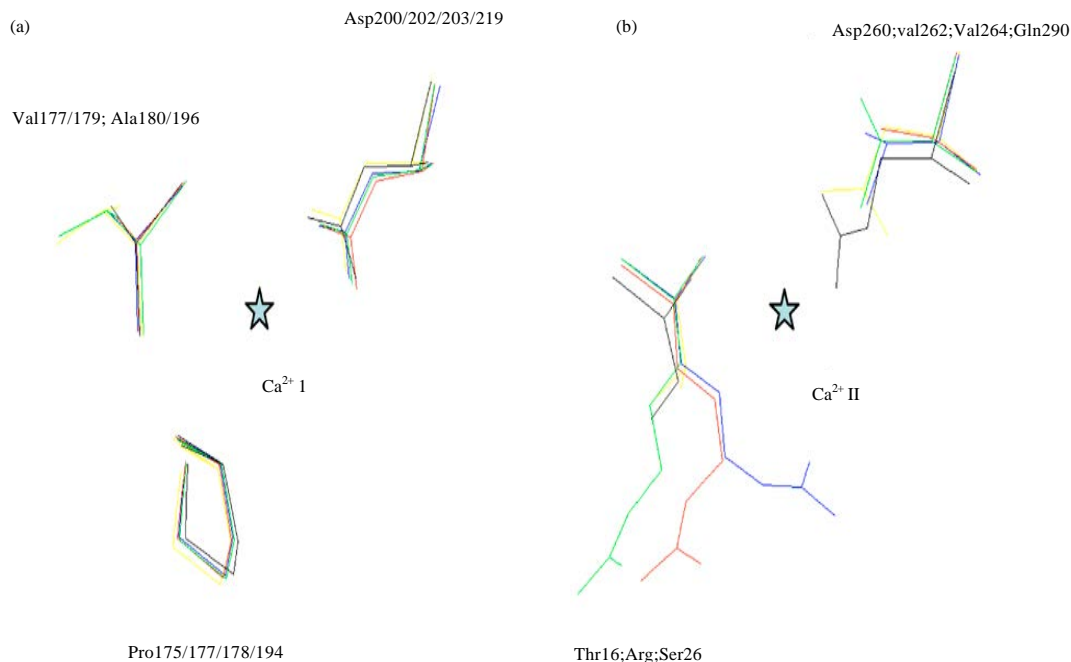 (a)
Asp200/202/203/219
Val177/179; Ala180/196
Ca²⁺ 1
Pro175/177/178/194
(b)
Asp260;val262;Val264;Gln290
Ca²⁺ II
Thr16;Arg;Ser26